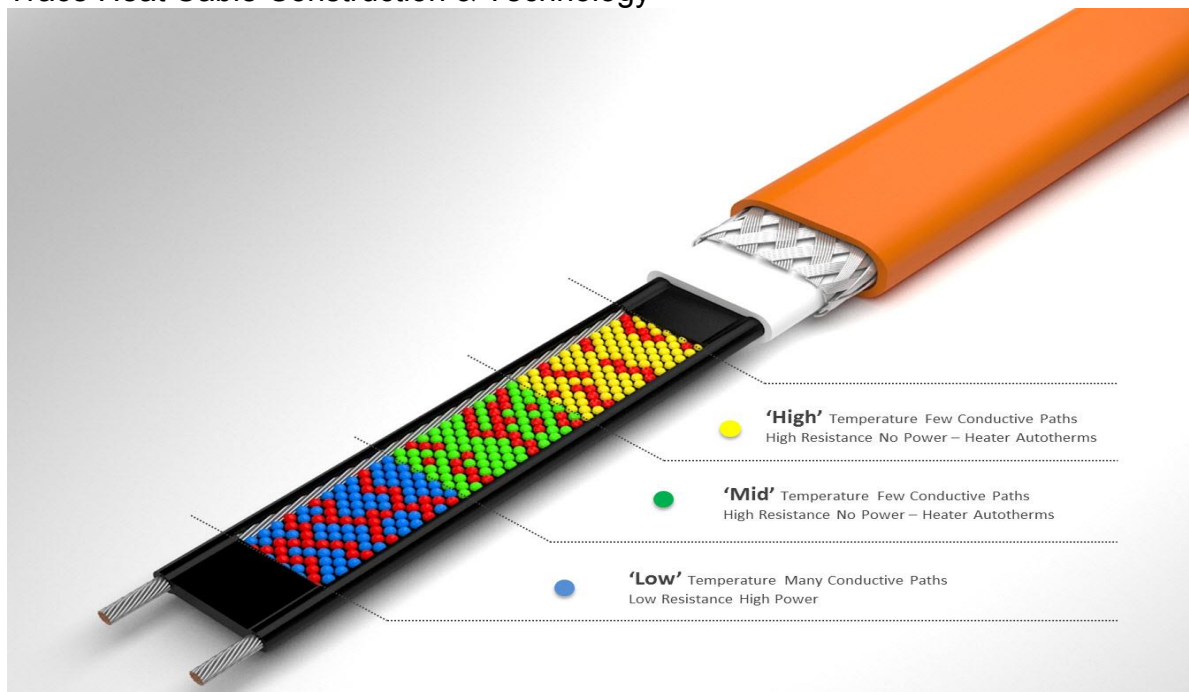 Trace Heat Cable Construction & Technology
'High' Temperature Few Conductive Paths
High Resistance No Power – Heater Autotherms
'Mid' Temperature Few Conductive Paths
High Resistance No Power – Heater Autotherms
'Low' Temperature Many Conductive Paths
Low Resistance High Power